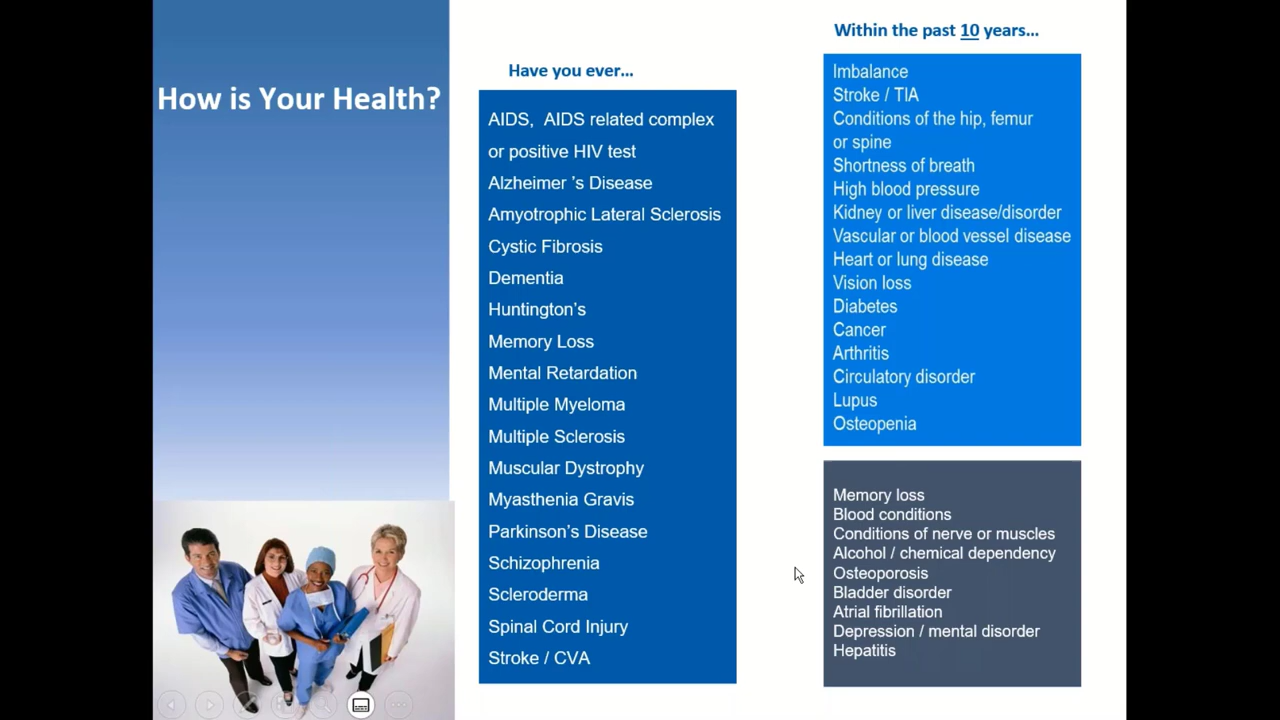 How is Your Health?
Have you ever...
AIDS,  AIDS related complex
or positive HIV test
Alzheimer 's Disease
Amyotrophic Lateral Sclerosis
Cystic Fibrosis
Dementia
Huntington's
Memory Loss
Mental Retardation
Multiple Myeloma
Multiple Sclerosis
Muscular Dystrophy
Myasthenia Gravis
Parkinson's Disease
Schizophrenia
Scleroderma
Spinal Cord Injury
Stroke / CVA
Within the past 10 years...
Imbalance
Stroke / TIA
Conditions of the hip, femur
or spine
Shortness of breath
High blood pressure
Kidney or liver disease/disorder
Vascular or blood vessel disease
Heart or lung disease
Vision loss
Diabetes
Cancer
Arthritis
Circulatory disorder
Lupus
Osteopenia
Memory loss
Blood conditions
Conditions of nerve or muscles
Alcohol / chemical dependency
Osteoporosis
Bladder disorder
Atrial fibrillation
Depression / mental disorder
Hepatitis